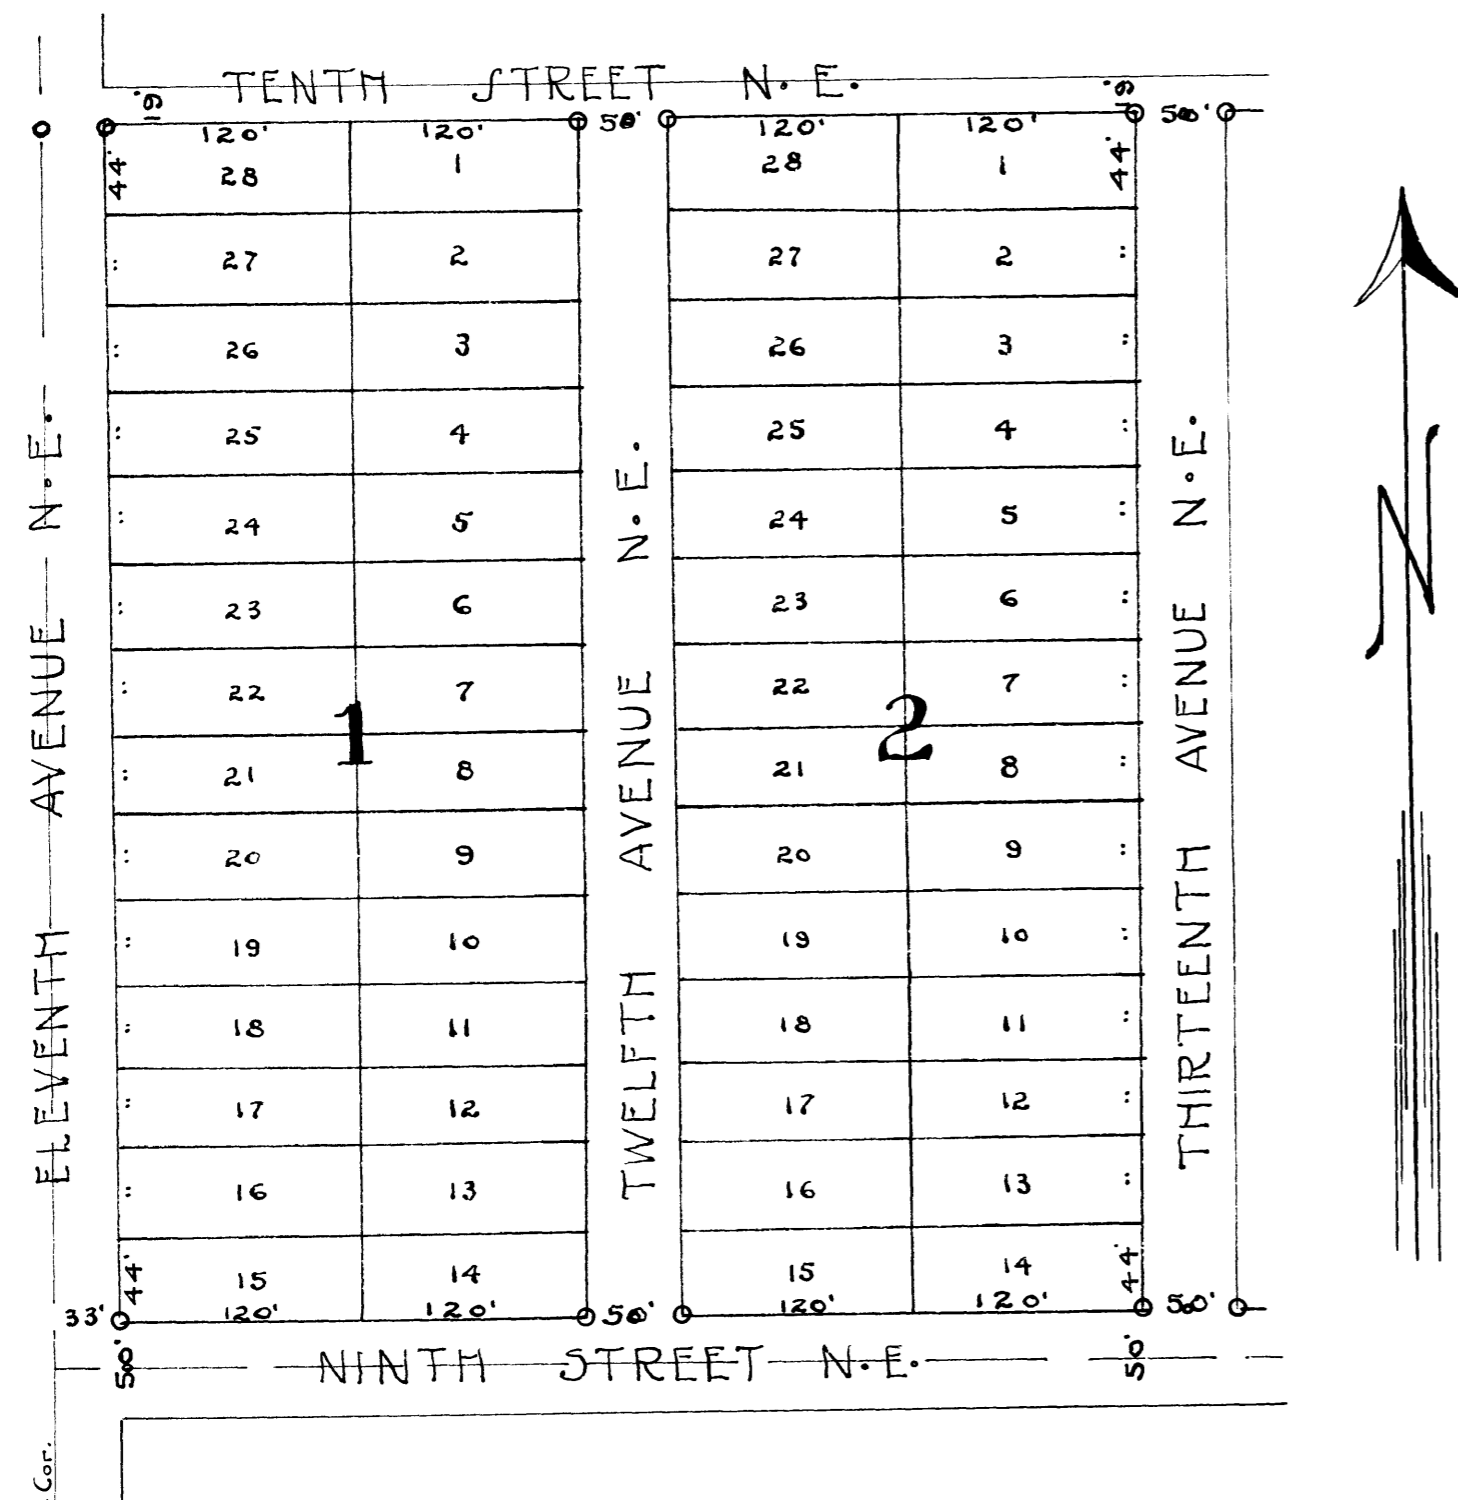 TENTH STREET N. E.
19' 19'
120' 120' 50' 120' 120' 50'
44' 28 1 28 1 44'
" 27 2 27 2 "
" 26 3 26 3 "
" 25 4 25 4 "
" 24 5 24 5 "
" 23 6 23 6 "
" 22 7 22 7 "
1 2
" 21 8 21 8 "
" 20 9 20 9 "
" 19 10 19 10 "
" 18 11 18 11 "
" 17 12 17 12 "
" 16 13 16 13 "
44' 15 14 15 14 44'
33' 120' 120' 50' 120' 120' 50'
50' 50'
NINTH STREET N. E.
ELEVENTH AVENUE N. E.
TWELFTH AVENUE N. E.
THIRTEENTH AVENUE N. E.
N
Cor.